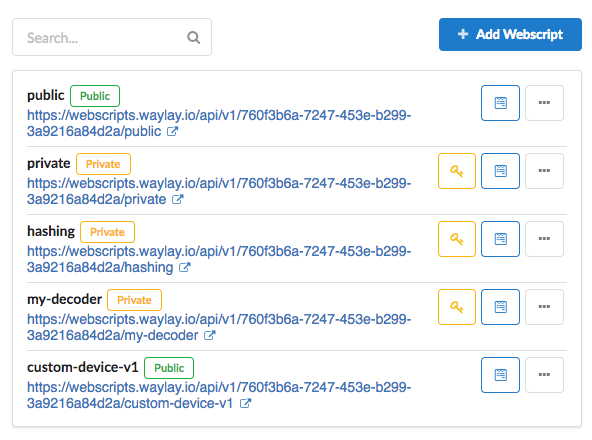 Search...
+ Add Webscript
public Public
https://webscripts.waylay.io/api/v1/760f3b6a-7247-453e-b299-
3a9216a84d2a/public
private Private
https://webscripts.waylay.io/api/v1/760f3b6a-7247-453e-b299-
3a9216a84d2a/private
hashing Private
https://webscripts.waylay.io/api/v1/760f3b6a-7247-453e-b299-
3a9216a84d2a/hashing
my-decoder Private
https://webscripts.waylay.io/api/v1/760f3b6a-7247-453e-b299-
3a9216a84d2a/my-decoder
custom-device-v1 Public
https://webscripts.waylay.io/api/v1/760f3b6a-7247-453e-b299-
3a9216a84d2a/custom-device-v1